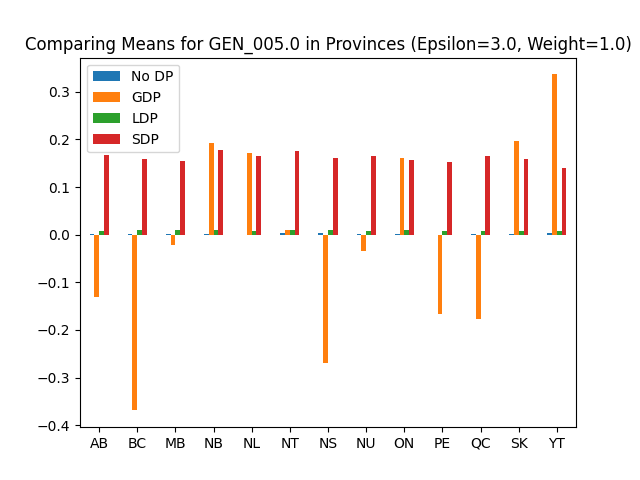 Comparing Means for GEN_005.0 in Provinces (Epsilon=3.0, Weight=1.0)
No DP
GDP
LDP
SDP
0.3
0.2
0.1
0.0
−0.1
−0.2
−0.3
−0.4
AB BC MB NB NL NT NS NU ON PE QC SK YT